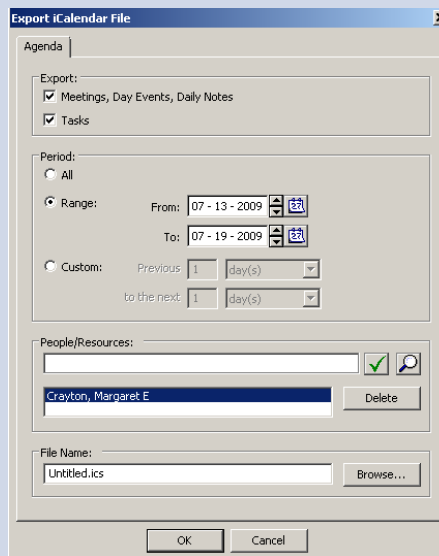 Export iCalendar File
Agenda
Export:
Meetings, Day Events, Daily Notes
Tasks
Period:
All
Range: From: 07 - 13 - 2009 27
To: 07 - 19 - 2009 27
Custom: Previous 1 day(s)
to the next 1 day(s)
People/Resources:
Crayton, Margaret E Delete
File Name:
Untitled.ics Browse...
OK Cancel